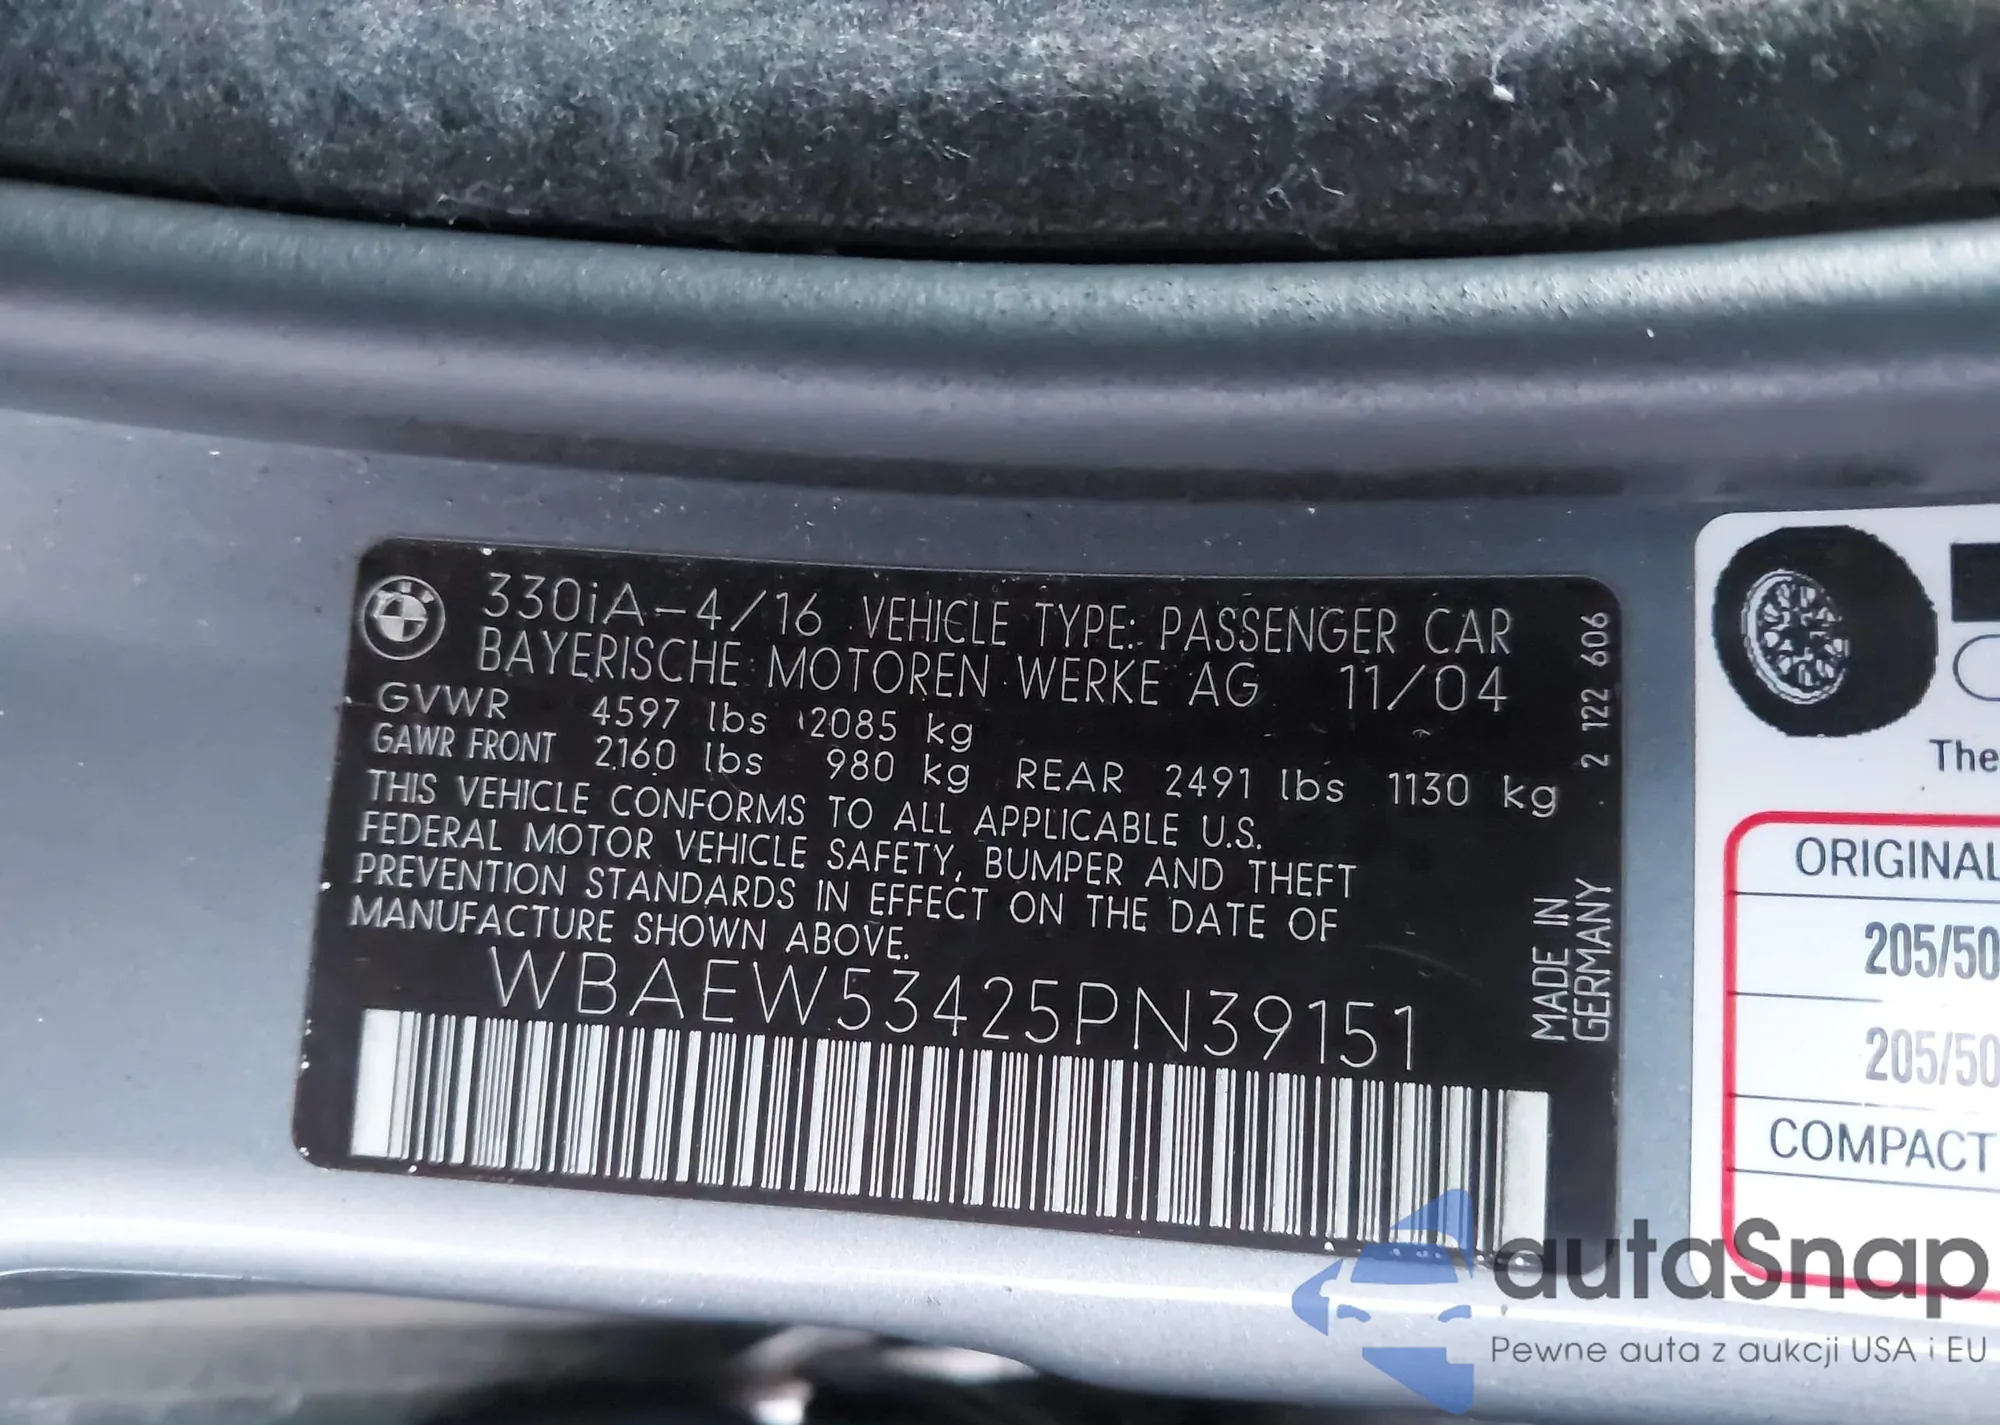 330iA-4/16 VEHICLE TYPE: PASSENGER CAR
BAYERISCHE MOTOREN WERKE AG 11/04
GVWR 4597 lbs 2085 kg
GAWR FRONT 2160 lbs 980 kg REAR 2491 lbs 1130 kg
THIS VEHICLE CONFORMS TO ALL APPLICABLE U.S.
FEDERAL MOTOR VEHICLE SAFETY, BUMPER AND THEFT
PREVENTION STANDARDS IN EFFECT ON THE DATE OF
MANUFACTURE SHOWN ABOVE.
WBAEW53425PN39151
2 122 606
MADE IN
GERMANY
The
ORIGINAL
205/50
205/50
COMPACT
autaSnap
Pewne auta z aukcji USA i EU